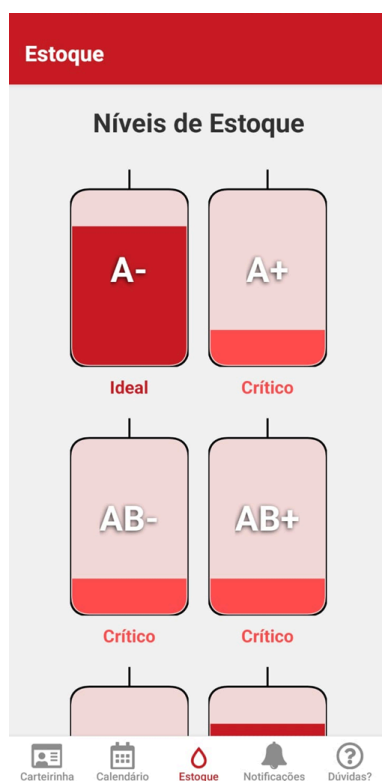 Estoque
Níveis de Estoque
A- A+
Ideal Crítico
AB- AB+
Crítico Crítico
Carteirinha Calendário Estoque Notificações Dúvidas?